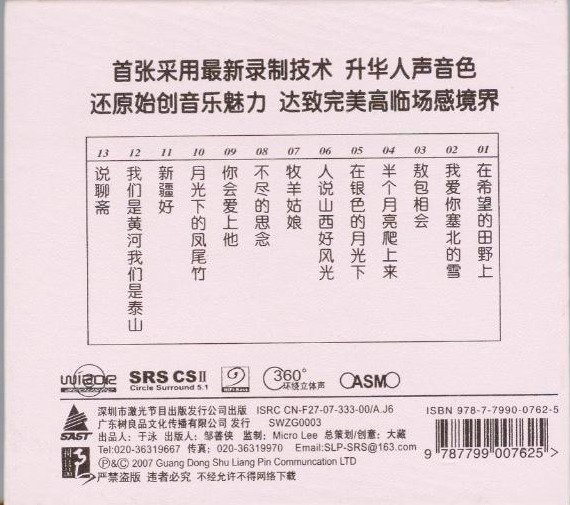 首张采用最新录制技术 升华人声音色
还原始创音乐魅力 达致完美高临场感境界
01 在希望的田野上
02 我爱你塞北的雪
03 敖包相会
04 半个月亮爬上来
05 在银色的月光下
06 人说山西好风光
07 牧羊姑娘
08 不尽的思念
09 你会爱上他
10 月光下的凤尾竹
11 新疆好
12 我们是黄河我们是泰山
13 说聊斋
SRS CS II
Circle Surround 5.1
360°
环绕立体声
ASM
SAST
深圳市激光节目出版发行公司出版 ISRC CN-F27-07-333-00/A.J6
广东树良品文化传播有限公司 发行 SWZG0003
出品人：于泳 出版人：邹善侠 监制：Micro Lee 总策划/创意：大藏
Tel:020-36319667 传真：020-36319970 Email:SLP-SRS@163.com
℗&© 2007 Guang Dong Shu Liang Pin Communcation LTD
严禁盗版 违者必究 不经允许不得网络下载
ISBN 978-7-7990-0762-5
9 787799 007625 >